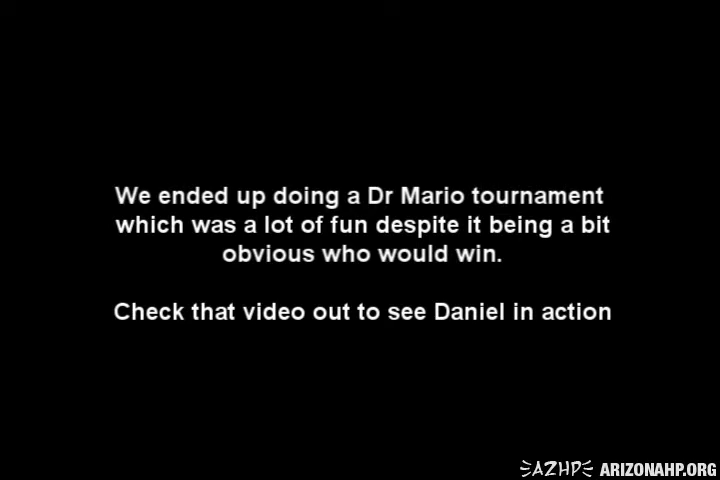 We ended up doing a Dr Mario tournament
which was a lot of fun despite it being a bit
obvious who would win.
Check that video out to see Daniel in action
AZHP ARIZONAHP.ORG